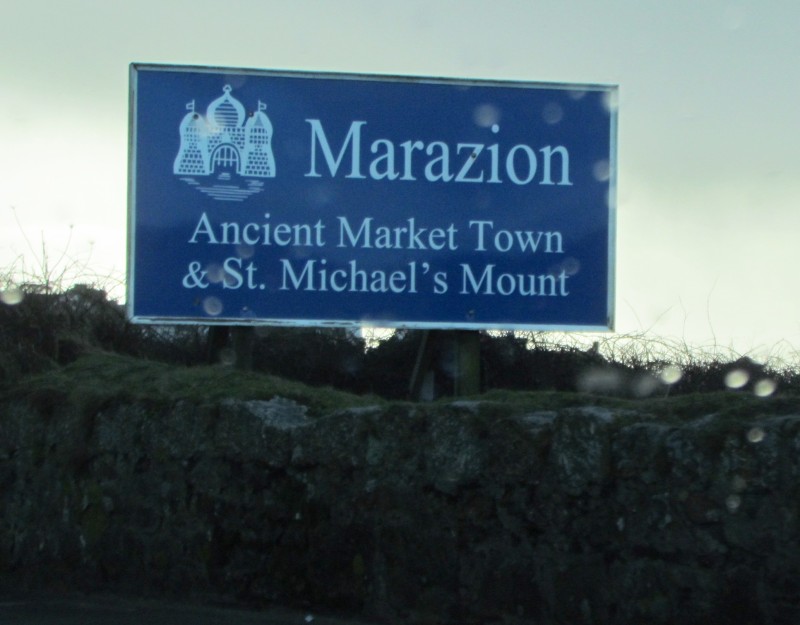 Marazion
Ancient Market Town
& St. Michael's Mount